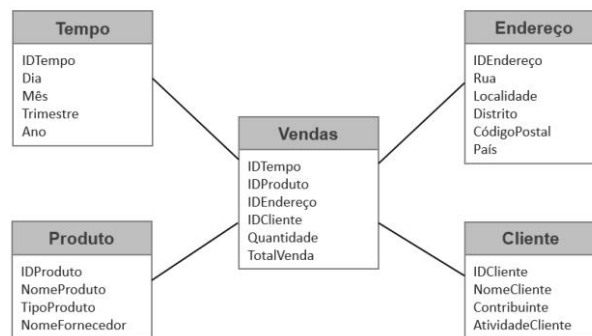 Tempo
IDTempo
Dia
Mês
Trimestre
Ano
Endereço
IDEndereço
Rua
Localidade
Distrito
CódigoPostal
País
Vendas
IDTempo
IDProduto
IDEndereço
IDCliente
Quantidade
TotalVenda
Produto
IDProduto
NomeProduto
TipoProduto
NomeFornecedor
Cliente
IDCliente
NomeCliente
Contribuinte
AtividadeCliente